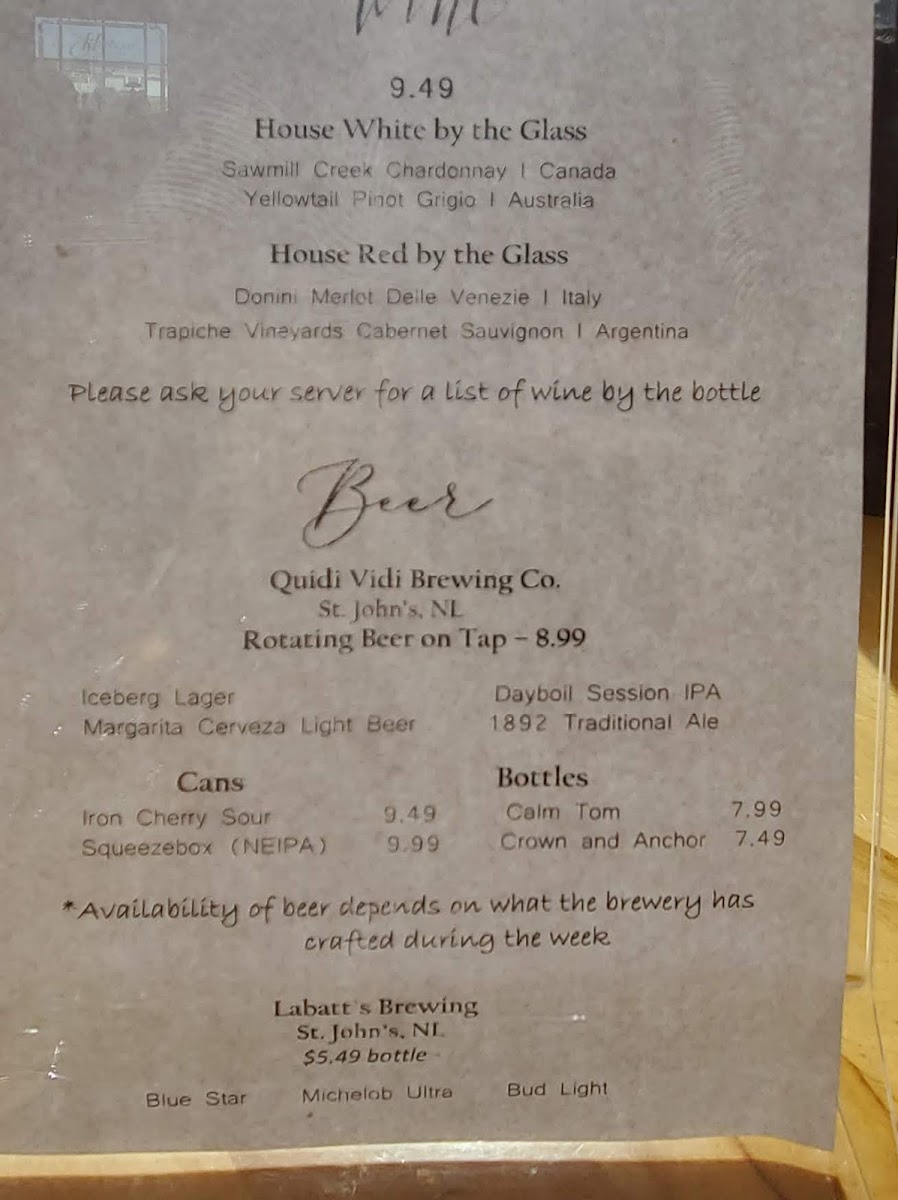 Wine
9.49
House White by the Glass
Sawmill Creek Chardonnay | Canada
Yellowtail Pinot Grigio | Australia
House Red by the Glass
Donini Merlot Delle Venezie | Italy
Trapiche Vineyards Cabernet Sauvignon | Argentina
Please ask your server for a list of wine by the bottle
Beer
Quidi Vidi Brewing Co.
St. John's, NL
Rotating Beer on Tap – 8.99
Iceberg Lager Dayboil Session IPA
Margarita Cerveza Light Beer 1892 Traditional Ale
Cans Bottles
Iron Cherry Sour 9.49 Calm Tom 7.99
Squeezebox (NEIPA) 9.99 Crown and Anchor 7.49
*Availability of beer depends on what the brewery has
crafted during the week
Labatt's Brewing
St. John's, NL
$5.49 bottle
Blue Star Michelob Ultra Bud Light